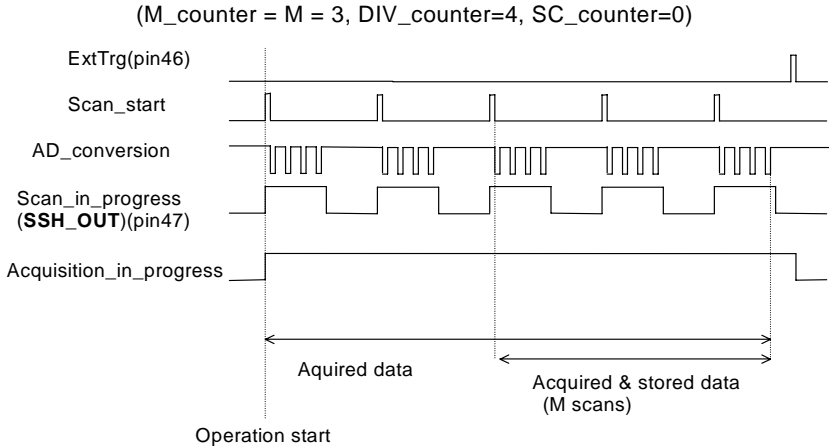 (M_counter = M = 3, DIV_counter=4, SC_counter=0)
ExtTrg(pin46)
Scan_start
AD_conversion
Scan_in_progress
(SSH_OUT)(pin47)
Acquisition_in_progress
Aquired data
Acquired & stored data
(M scans)
Operation start